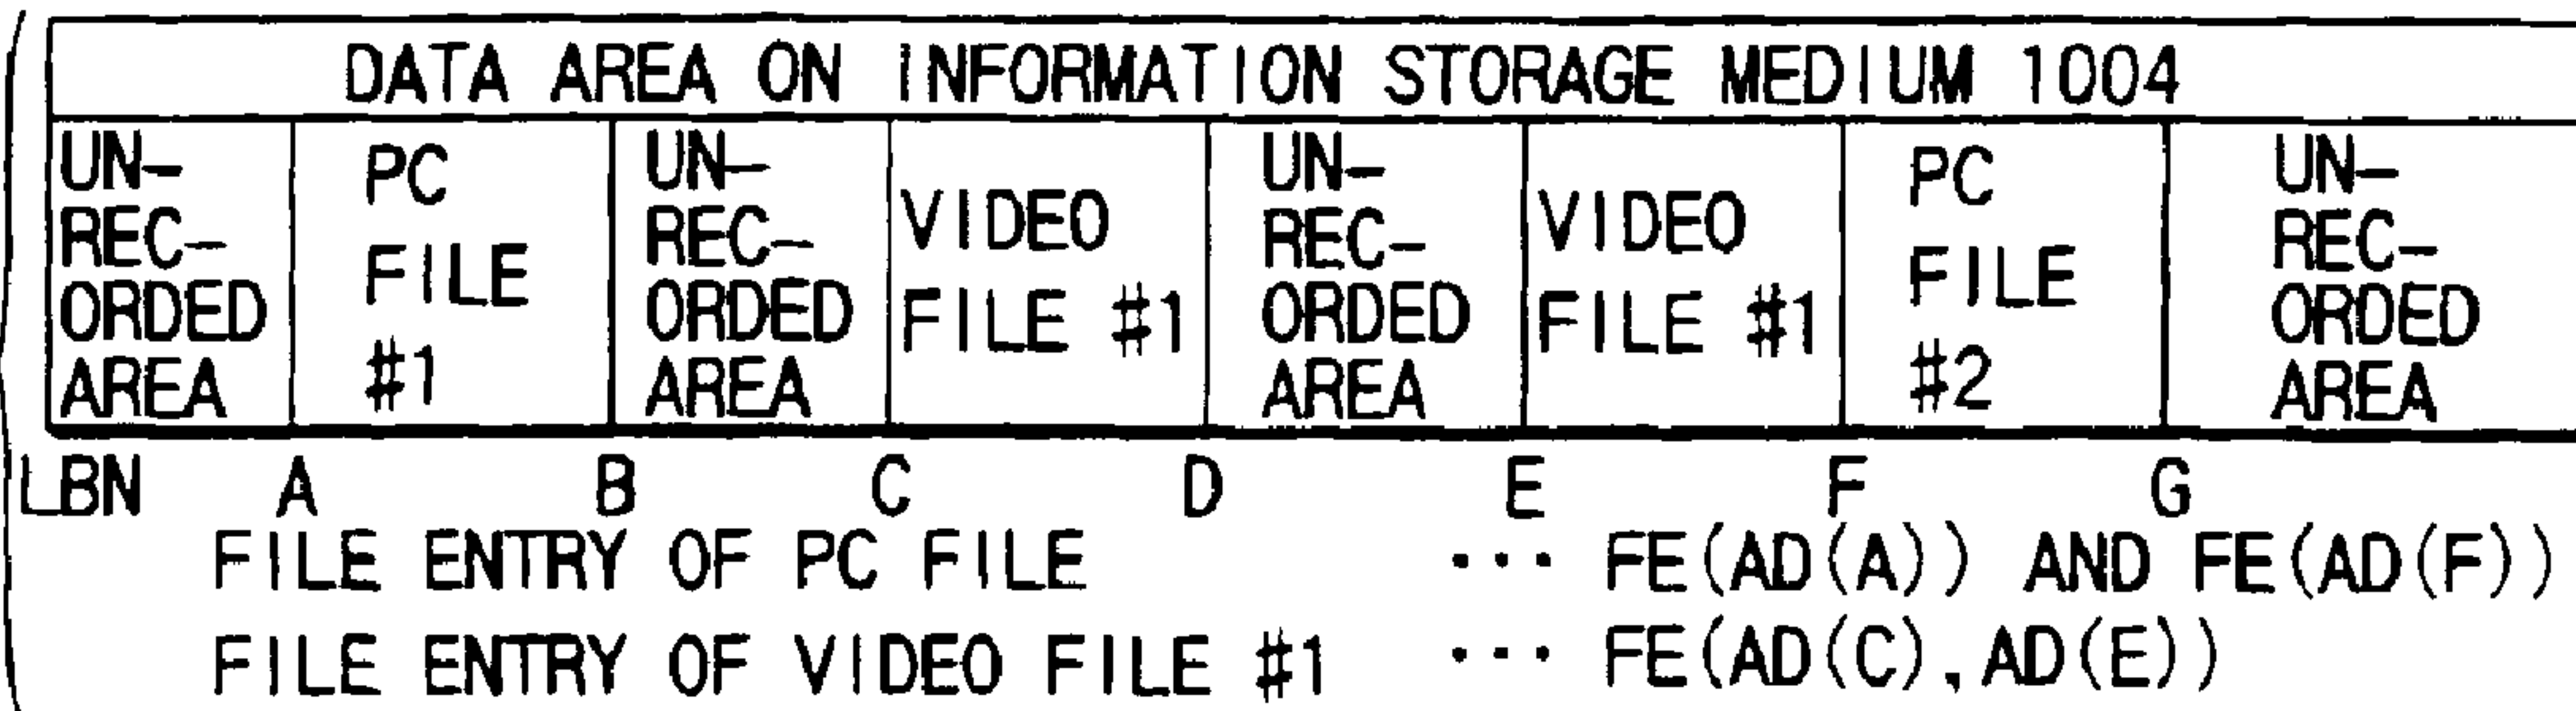 DATA AREA ON INFORMATION STORAGE MEDIUM 1004
UN-
REC-
ORDED
AREA
PC
FILE
#1
UN-
REC-
ORDED
AREA
VIDEO
FILE #1
UN-
REC-
ORDED
AREA
VIDEO
FILE #1
PC
FILE
#2
UN-
REC-
ORDED
AREA
LBN A B C D E F G
FILE ENTRY OF PC FILE ··· FE(AD(A)) AND FE(AD(F))
FILE ENTRY OF VIDEO FILE #1 ··· FE(AD(C),AD(E))